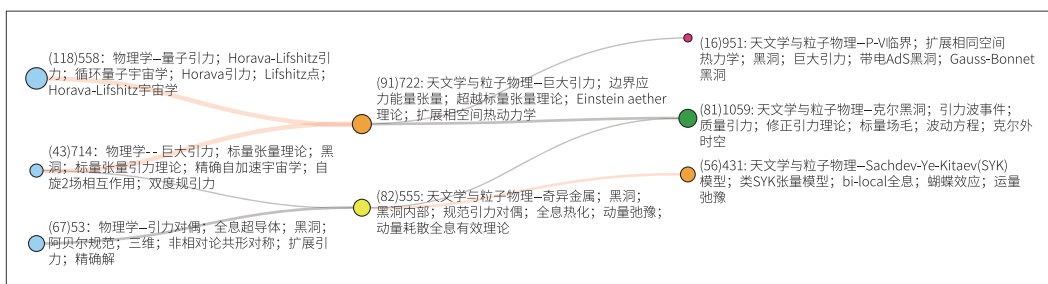 (118)558：物理学–量子引力；Horava-Lifshitz引
力；循环量子宇宙学；Horava引力；Lifshitz点；
Horava-Lifshitz宇宙学
(43)714：物理学-- 巨大引力；标量张量理论；黑
洞；标量张量引力理论；精确自加速宇宙学；自
旋2场相互作用；双度规引力
(67)53：物理学–引力对偶；全息超导体；黑洞；
阿贝尔规范；三维；非相对论共形对称；扩展引
力；精确解
(91)722: 天文学与粒子物理–巨大引力；边界应
力能量张量；超越标量张量理论；Einstein aether
理论；扩展相空间热动力学
(82)555: 天文学与粒子物理–奇异金属；黑洞；
黑洞内部；规范引力对偶；全息热化；动量弛豫；
动量耗散全息有效理论
(16)951: 天文学与粒子物理–P-V临界；扩展相同空间
热力学；黑洞；巨大引力；带电AdS黑洞；Gauss-Bonnet
黑洞
(81)1059: 天文学与粒子物理–克尔黑洞；引力波事件；
质量引力；修正引力理论；标量场毛；波动方程；克尔外
时空
(56)431: 天文学与粒子物理–Sachdev-Ye-Kitaev(SYK)
模型；类SYK张量模型；bi-local全息；蝴蝶效应；运量
弛豫